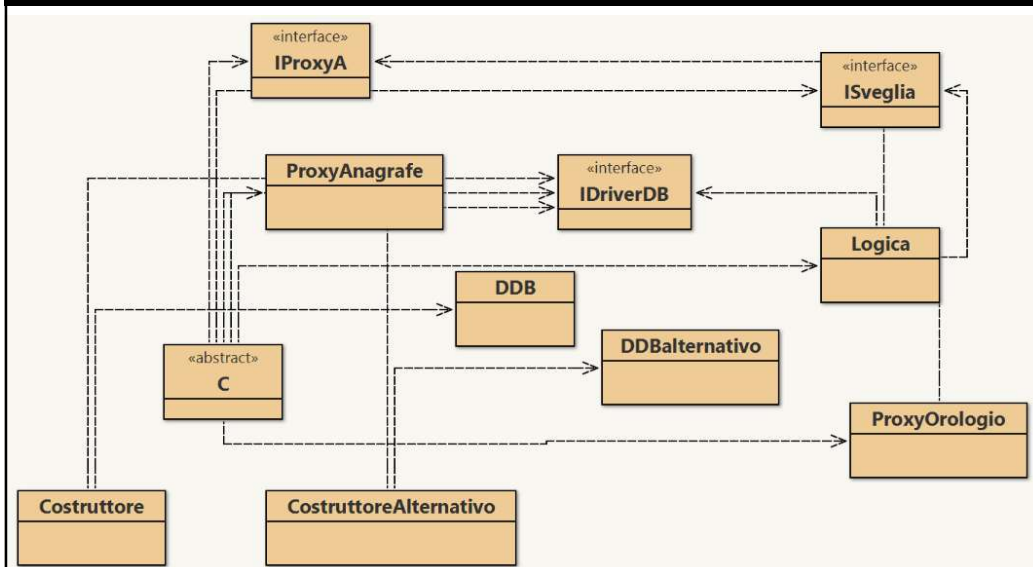 «interface»
IProxyA
«interface»
ISveglia
ProxyAnagrafe
«interface»
IDriverDB
Logica
DDB
DDBalternativo
«abstract»
C
ProxyOrologio
Costruttore
CostruttoreAlternativo